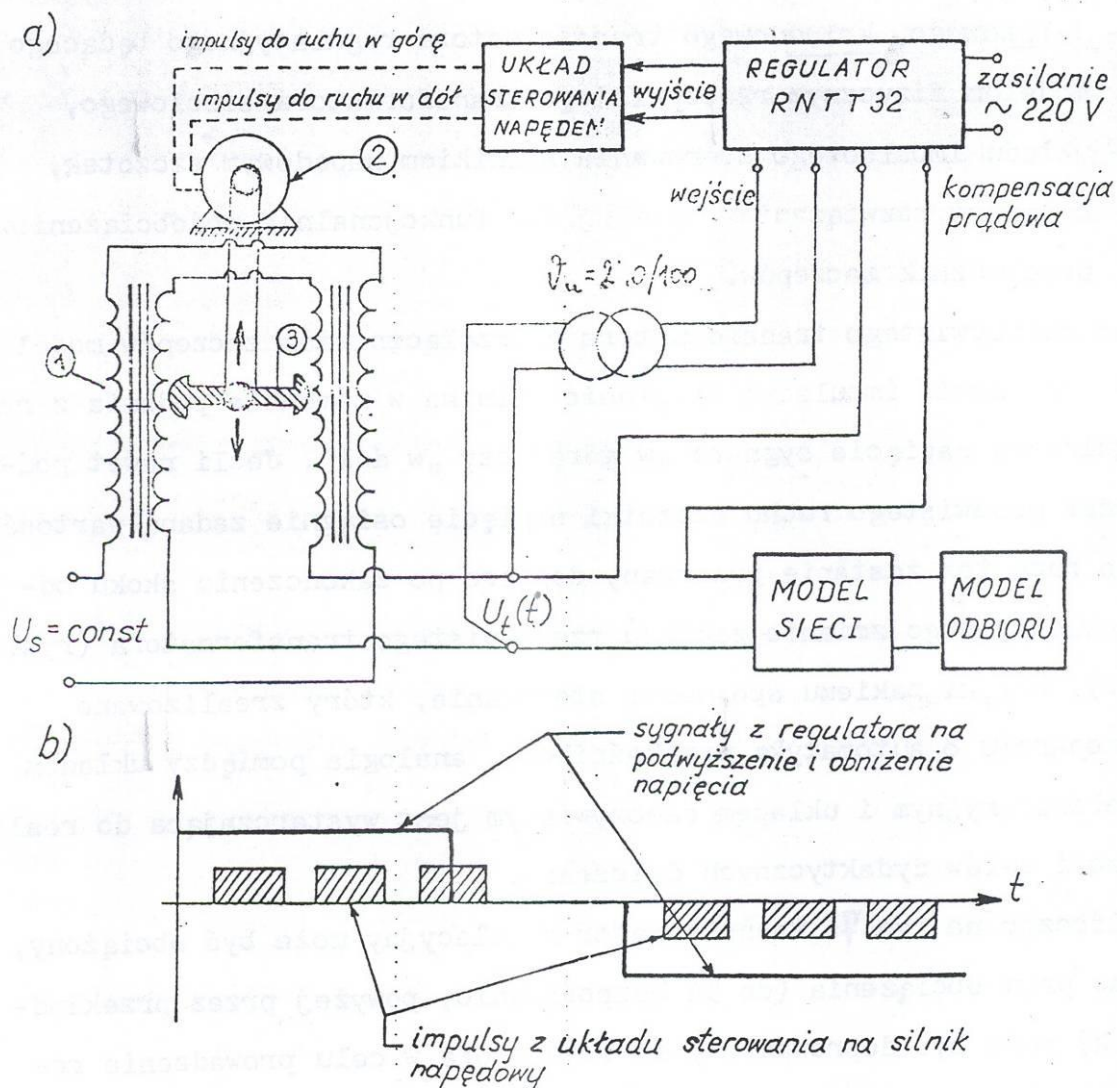 a)
impulsy do ruchu w górę
impulsy do ruchu w dół
UKŁAD
STEROWANIA
NAPĘDEM
wyjście
REGULATOR
RNT - 32
zasilanie
~ 220 V
2
wejście
kompensacja
prądowa
1
3
U_s = const
U_t(t)
MODEL
SIECI
MODEL
ODBIORU
b)
sygnały z regulatora na
podwyższenie i obniżenie
napięcia
t
impulsy z układu sterowania na silnik
napędowy